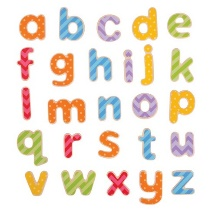 a b c d e
f g h i j k
l m n o p
q r s t u
v w x y z